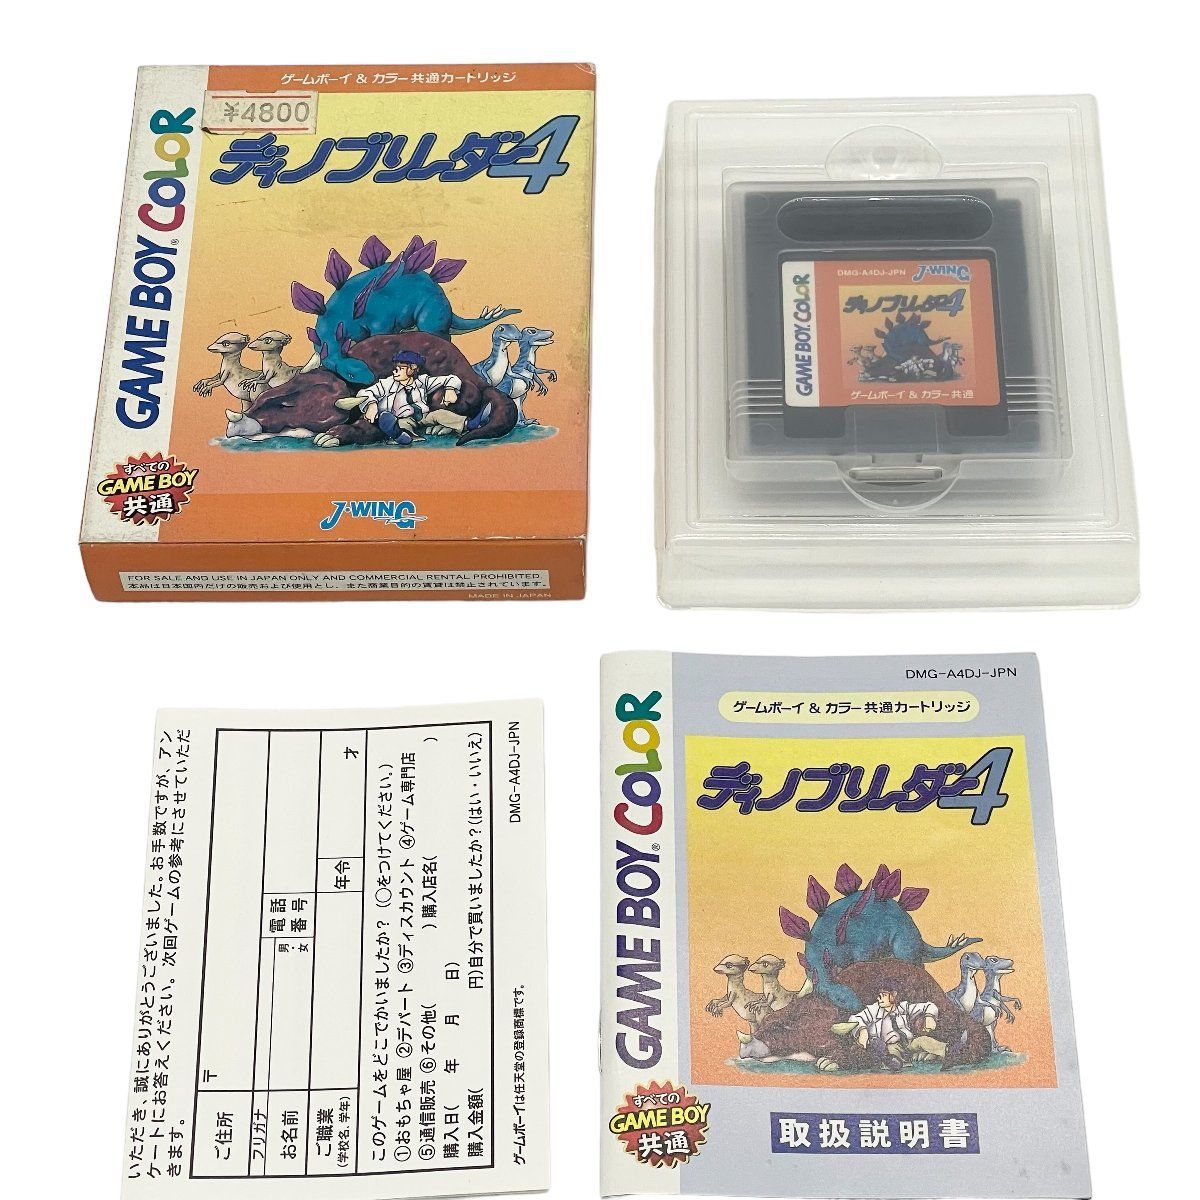 ゲームボーイ & カラー共通カートリッジ
¥4800
ディノブリーダー4
GAME BOY COLOR
すべての
GAME BOY
共通
J・WING
FOR SALE AND USE IN JAPAN ONLY AND COMMERCIAL RENTAL PROHIBITED.
本品は日本国内だけの販売および使用とし、また商業目的の賃貸は禁止されています。
MADE IN JAPAN
DMG-A4DJ-JPN
J・WING
ディノブリーダー4
GAME BOY COLOR
ゲームボーイ & カラー共通
いただき、誠にありがとうございました。お手数ですが、アン
ケートにお答えください。次回ゲームの参考にさせていただ
きます。
ご住所
〒
フリガナ
お名前
男・女
電話
番号
ご職業
(学校名、学年)
年令
才
このゲームをどこでかいましたか? (○をつけてください。)
①おもちゃ屋 ②デパート ③ディスカウント ④ゲーム専門店
⑤通信販売 ⑥その他( )購入店名( )
購入日( 年 月 日)
購入金額( 円)自分で買いましたか?(はい・いいえ)
ゲームボーイは任天堂の登録商標です。
DMG-A4DJ-JPN
DMG-A4DJ-JPN
ゲームボーイ & カラー共通カートリッジ
ディノブリーダー4
GAME BOY COLOR
すべての
GAME BOY
共通
取扱説明書